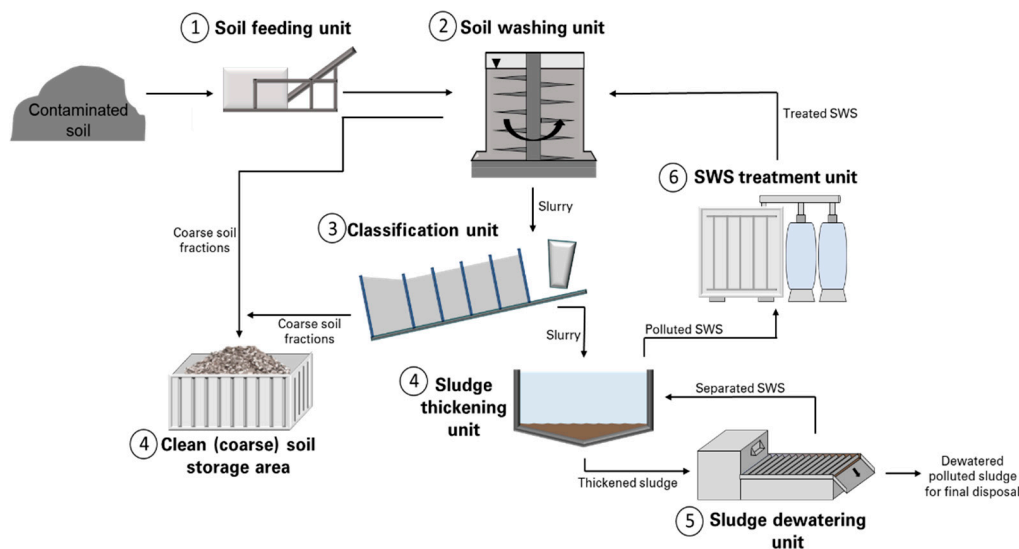 1 Soil feeding unit
2 Soil washing unit
Contaminated
soil
Treated SWS
6 SWS treatment unit
Slurry
3 Classification unit
Coarse soil
fractions
Coarse soil
fractions
Slurry
Polluted SWS
4 Sludge
thickening
unit
Separated SWS
4 Clean (coarse) soil
storage area
Thickened sludge
Dewatered
polluted sludge
for final disposal
5 Sludge dewatering
unit